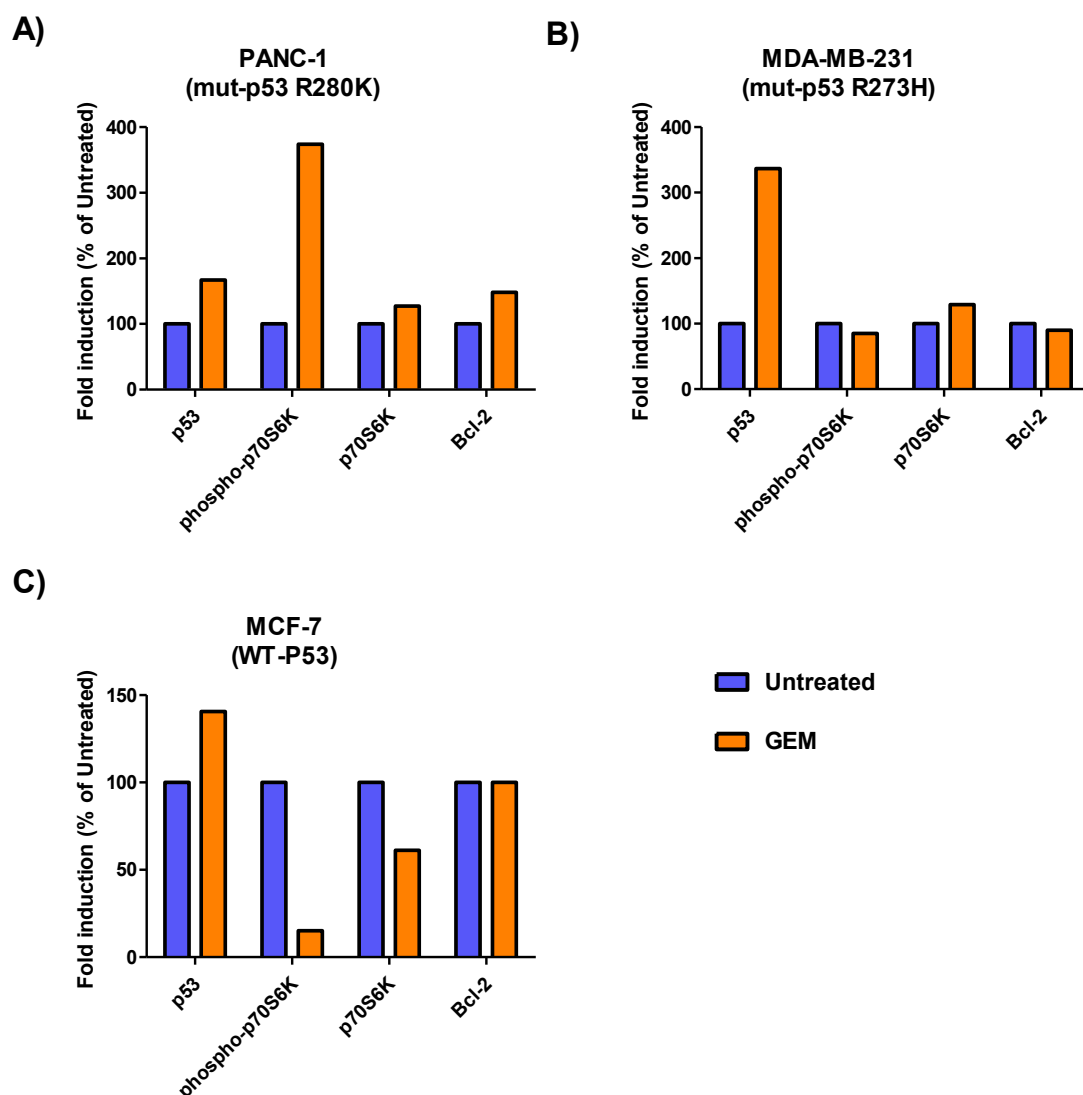 A)
PANC-1
(mut-p53 R280K)
Fold induction (% of Untreated)
400
300
200
100
0
p53
phospho-p70S6K
p70S6K
Bcl-2
B)
MDA-MB-231
(mut-p53 R273H)
Fold induction (% of Untreated)
400
300
200
100
0
p53
phospho-p70S6K
p70S6K
Bcl-2
C)
MCF-7
(WT-P53)
Fold induction (% of Untreated)
150
100
50
0
p53
phospho-p70S6K
p70S6K
Bcl-2
Untreated
GEM